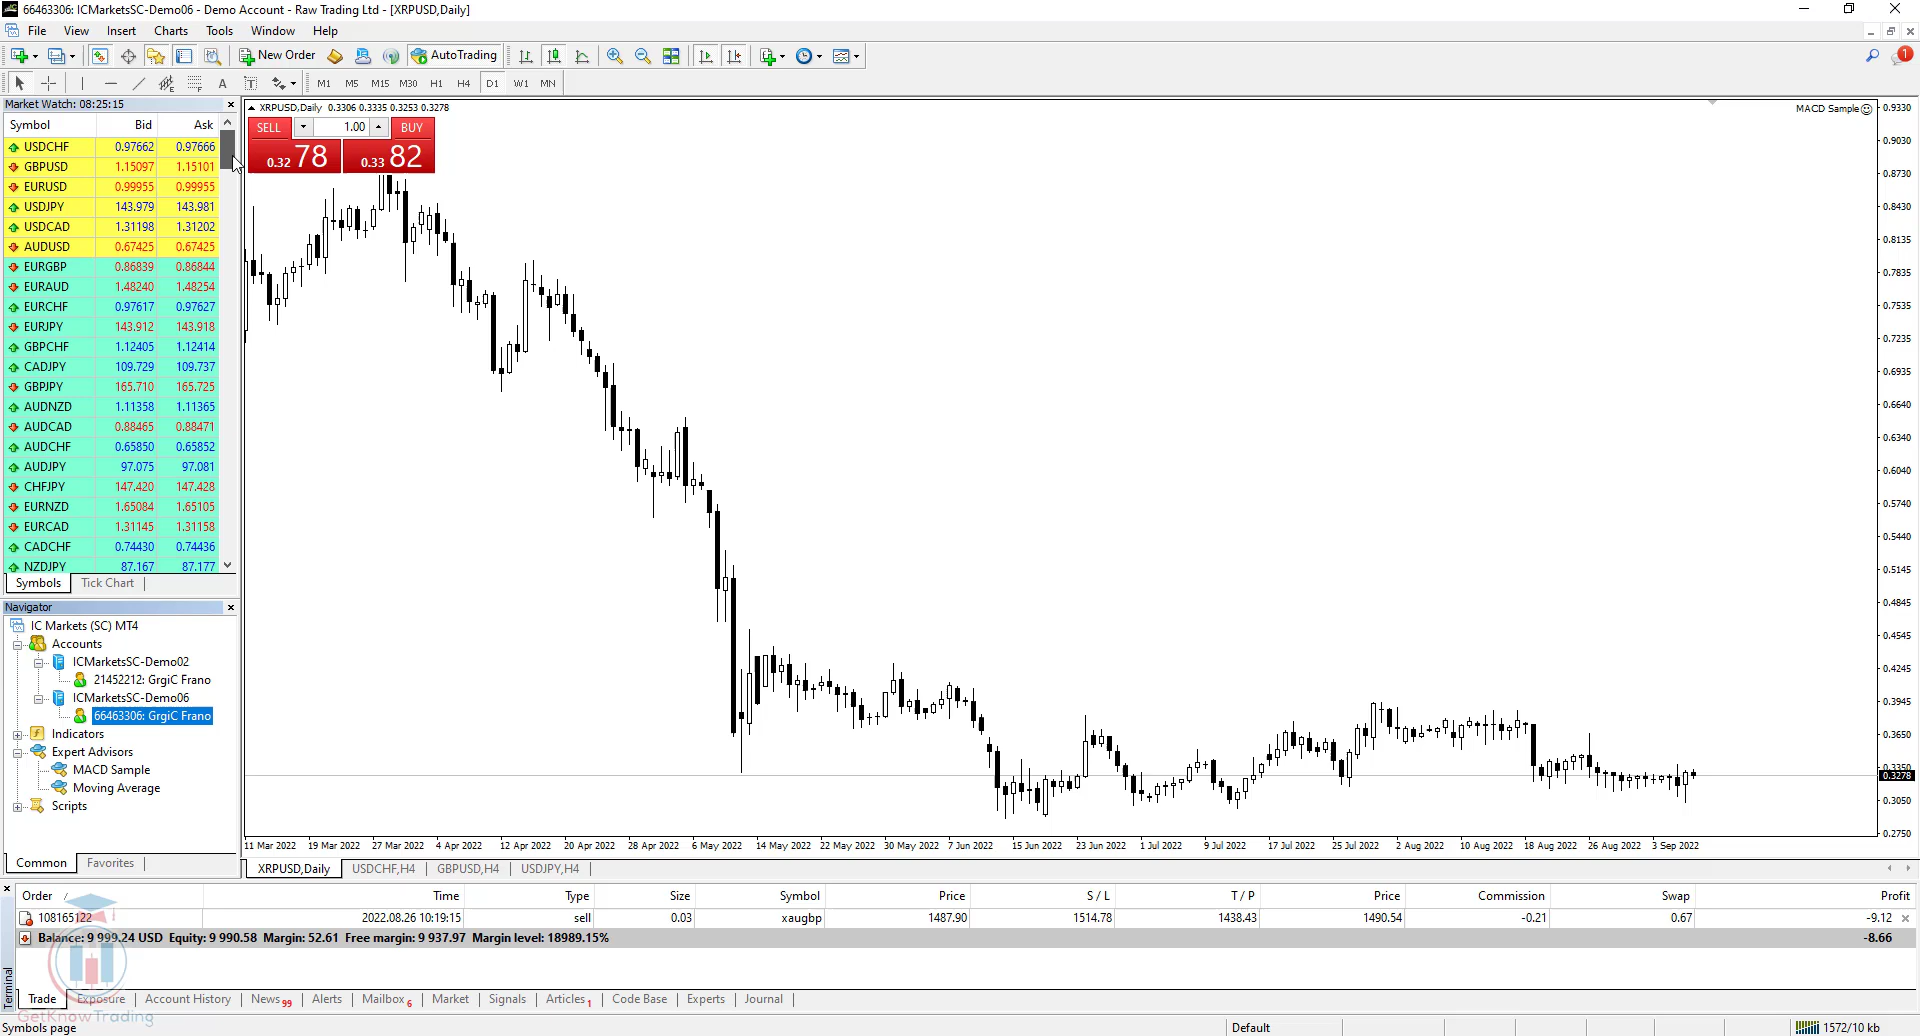 66463306: ICMarketsSC-Demo06 - Demo Account - Raw Trading Ltd - [XRPUSD,Daily]
File View Insert Charts Tools Window Help
New Order AutoTrading 1
A T M1 M5 M15 M30 H1 H4 D1 W1 MN
Market Watch: 08:25:15
Symbol Bid Ask
USDCHF 0.97662 0.97666
GBPUSD 1.15097 1.15101
EURUSD 0.99955 0.99955
USDJPY 143.979 143.981
USDCAD 1.31198 1.31202
AUDUSD 0.67425 0.67425
EURGBP 0.86839 0.86844
EURAUD 1.48240 1.48254
EURCHF 0.97617 0.97627
EURJPY 143.912 143.918
GBPCHF 1.12405 1.12414
CADJPY 109.729 109.737
GBPJPY 165.710 165.725
AUDNZD 1.11358 1.11365
AUDCAD 0.88465 0.88471
AUDCHF 0.65850 0.65852
AUDJPY 97.075 97.081
CHFJPY 147.420 147.428
EURNZD 1.65084 1.65105
EURCAD 1.31145 1.31158
CADCHF 0.74430 0.74436
NZDJPY 87.167 87.177
Symbols Tick Chart
Navigator
IC Markets (SC) MT4
Accounts
ICMarketsSC-Demo02
21452212: GrgiC Frano
ICMarketsSC-Demo06
66463306: GrgiC Frano
Indicators
Expert Advisors
MACD Sample
Moving Average
Scripts
Common Favorites
XRPUSD,Daily 0.3306 0.3335 0.3253 0.3278
SELL 1.00 BUY
0.32 78 0.33 82
MACD Sample
0.9330
0.9030
0.8730
0.8430
0.8135
0.7835
0.7535
0.7235
0.6935
0.6640
0.6340
0.6040
0.5740
0.5440
0.5145
0.4845
0.4545
0.4245
0.3945
0.3650
0.3350
0.3278
0.3050
0.2750
11 Mar 2022 19 Mar 2022 27 Mar 2022 4 Apr 2022 12 Apr 2022 20 Apr 2022 28 Apr 2022 6 May 2022 14 May 2022 22 May 2022 30 May 2022 7 Jun 2022 15 Jun 2022 23 Jun 2022 1 Jul 2022 9 Jul 2022 17 Jul 2022 25 Jul 2022 2 Aug 2022 10 Aug 2022 18 Aug 2022 26 Aug 2022 3 Sep 2022
XRPUSD,Daily USDCHF,H4 GBPUSD,H4 USDJPY,H4
Order Time Type Size Symbol Price S / L T / P Price Commission Swap Profit
108165122 2022.08.26 10:19:15 sell 0.03 xaugbp 1487.90 1514.78 1438.43 1490.54 -0.21 0.67 -9.12
Balance: 9 999.24 USD Equity: 9 990.58 Margin: 52.61 Free margin: 9 937.97 Margin level: 18989.15% -8.66
Terminal
Trade Exposure Account History News 99 Alerts Mailbox 6 Market Signals Articles 1 Code Base Experts Journal
GetKnowTrading
Symbols page Default 1572/10 kb